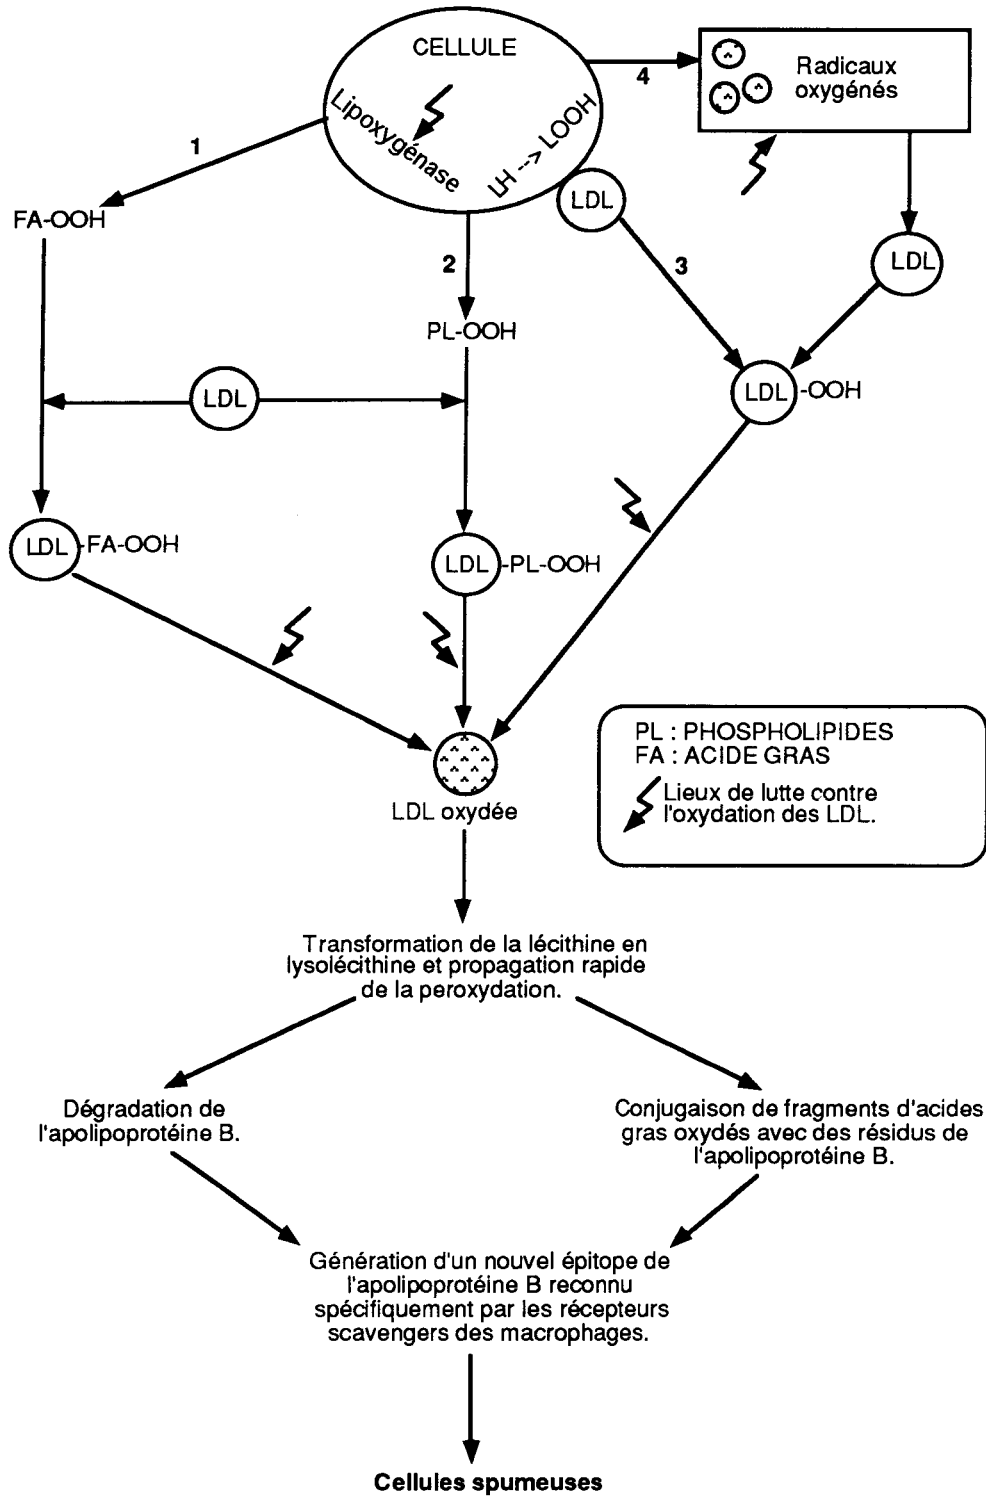 CELLULE
Lipoxygénase
LH --> LOOH
4
Radicaux
oxygénés
1
LDL
FA-OOH
2
3
LDL
PL-OOH
LDL
LDL
-OOH
LDL
-FA-OOH
LDL
-PL-OOH
LDL oxydée
PL : PHOSPHOLIPIDES
FA : ACIDE GRAS
Lieux de lutte contre
l'oxydation des LDL.
Transformation de la lécithine en
lysolécithine et propagation rapide
de la peroxydation.
Dégradation de
l'apolipoprotéine B.
Conjugaison de fragments d'acides
gras oxydés avec des résidus de
l'apolipoprotéine B.
Génération d'un nouvel épitope de
l'apolipoprotéine B reconnu
spécifiquement par les récepteurs
scavengers des macrophages.
Cellules spumeuses